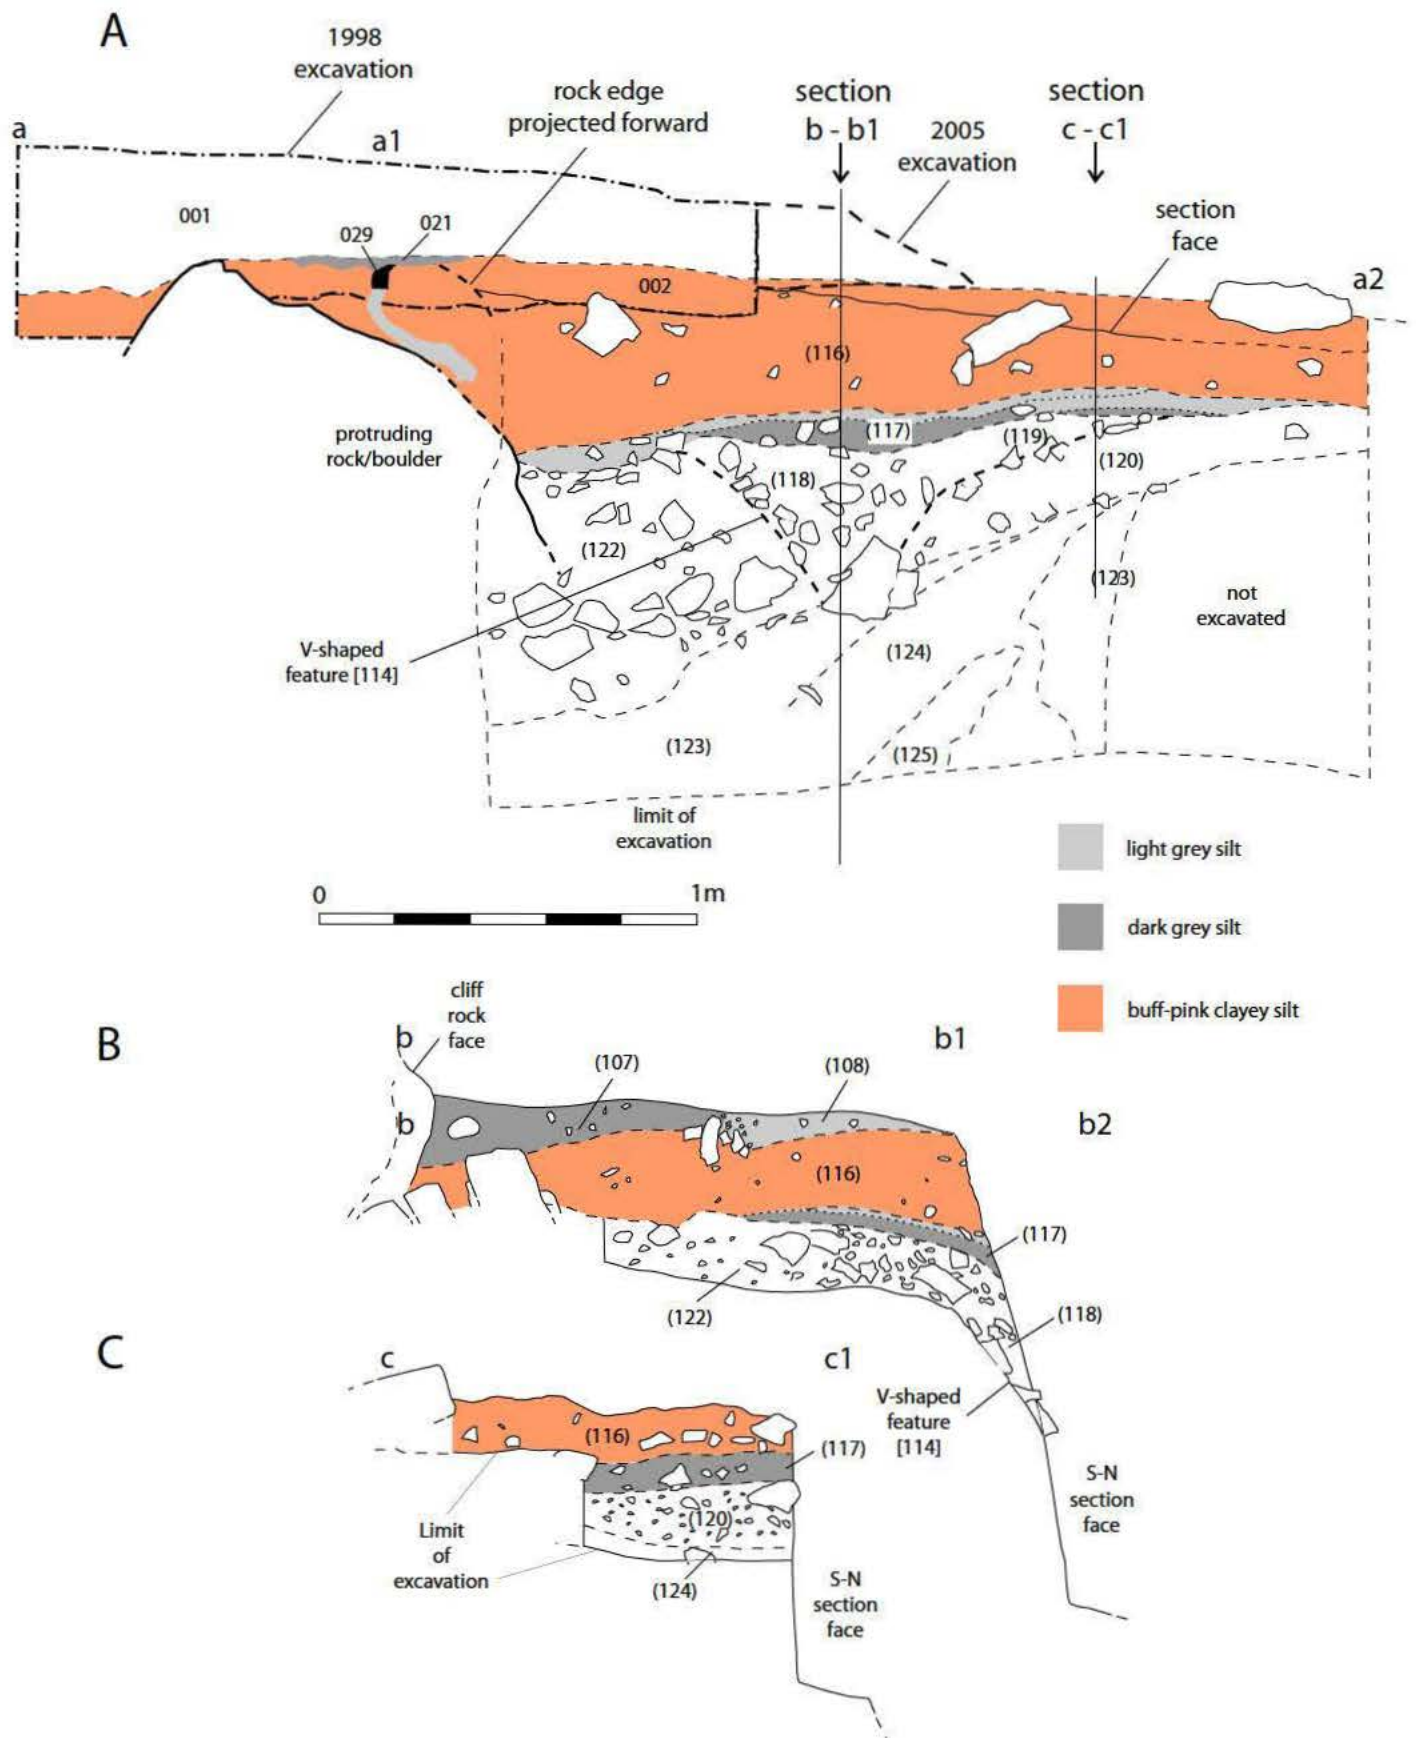 A
1998
excavation
rock edge
projected forward
section
b - b1
2005
excavation
section
c - c1
section
face
a
a1
a2
001
029
021
002
(116)
(117)
(119)
(120)
(118)
(122)
(123)
protruding
rock/boulder
not
excavated
V-shaped
feature [114]
(124)
(123)
(125)
limit of
excavation
0
1m
light grey silt
dark grey silt
buff-pink clayey silt
cliff
rock
face
B
b
b1
(107)
(108)
b
b2
(116)
(117)
(122)
(118)
C
c
c1
V-shaped
feature
[114]
(116)
(117)
(120)
S-N
section
face
Limit
of
excavation
(124)
S-N
section
face